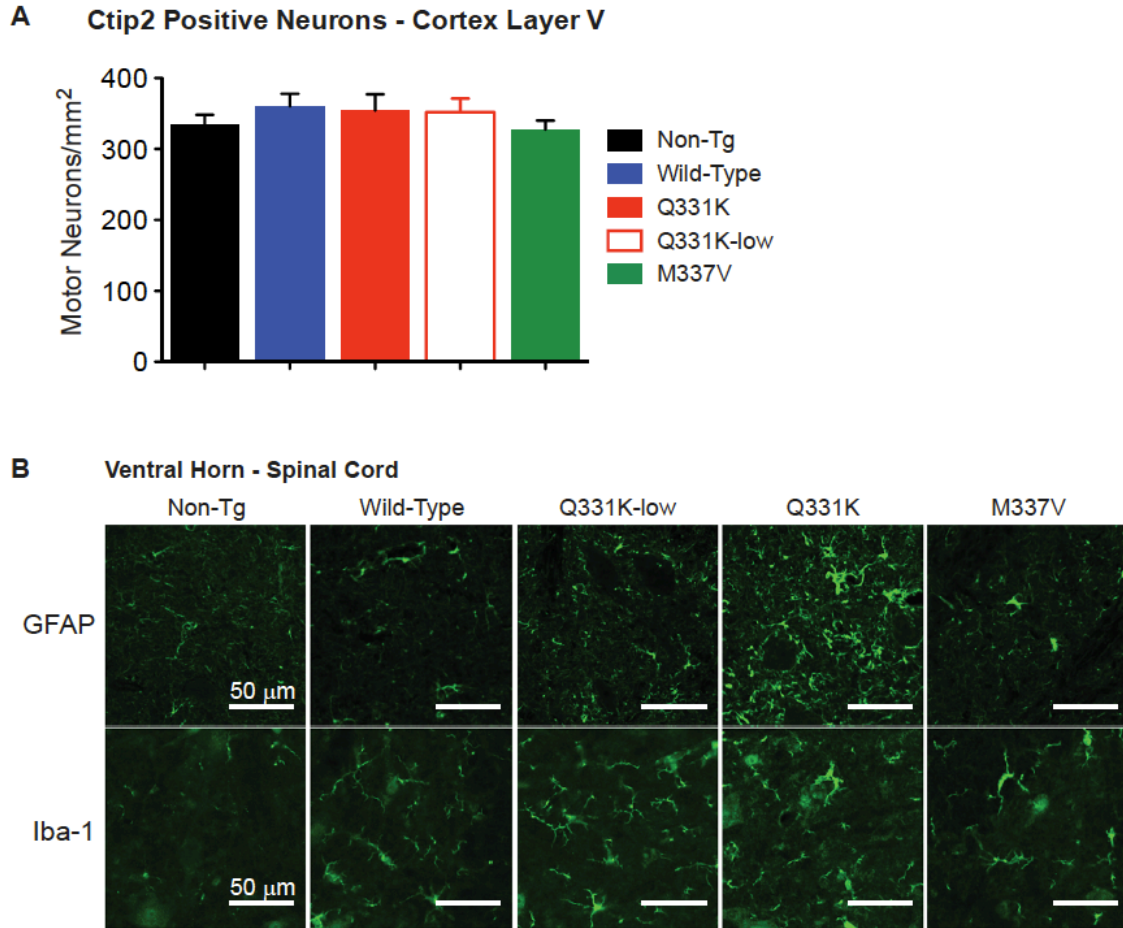 A Ctip2 Positive Neurons - Cortex Layer V
Motor Neurons/mm²
400
300
200
100
0
Non-Tg
Wild-Type
Q331K
Q331K-low
M337V
B Ventral Horn - Spinal Cord
Non-Tg Wild-Type Q331K-low Q331K M337V
GFAP
50 μm
Iba-1
50 μm